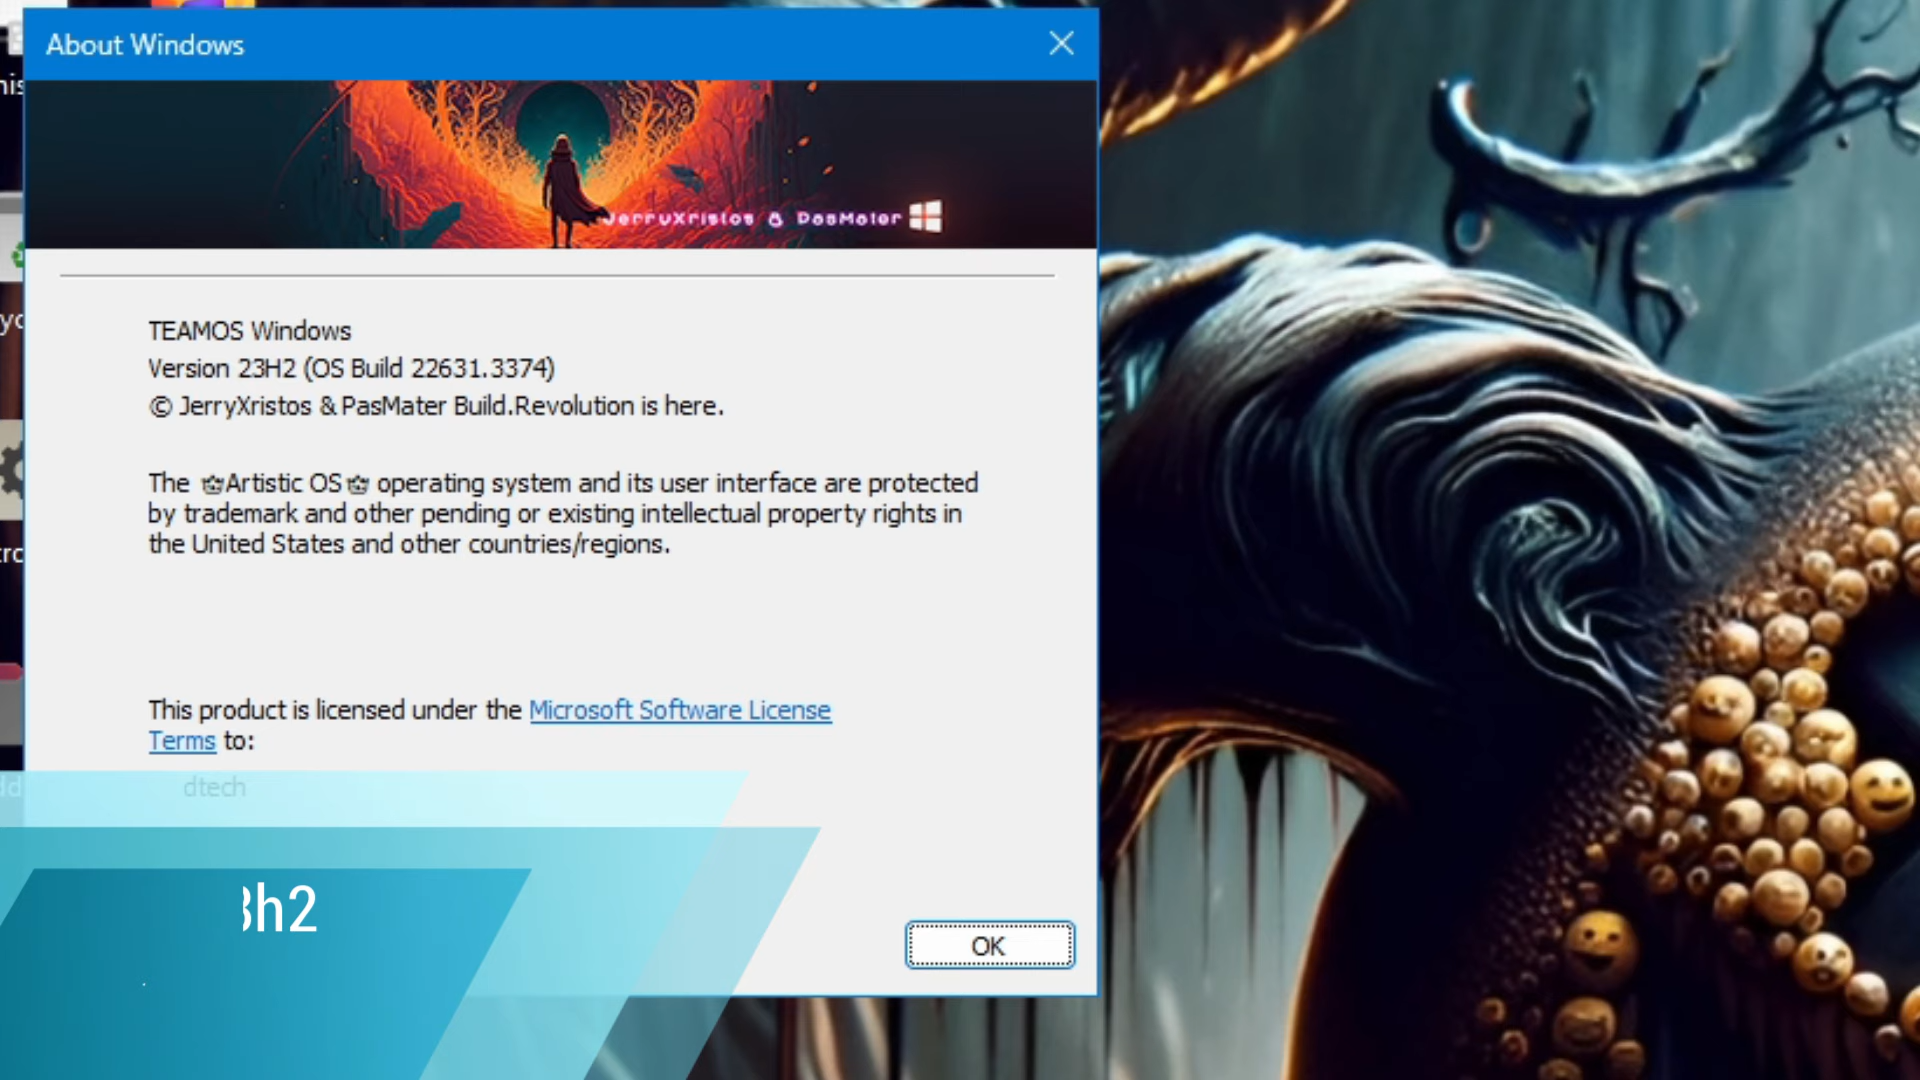 About Windows
JerryXristos & PasMater
TEAMOS Windows
Version 23H2 (OS Build 22631.3374)
© JerryXristos & PasMater Build.Revolution is here.
The Artistic OS operating system and its user interface are protected
by trademark and other pending or existing intellectual property rights in
the United States and other countries/regions.
This product is licensed under the Microsoft Software License
Terms to:
dtech
h2
OK